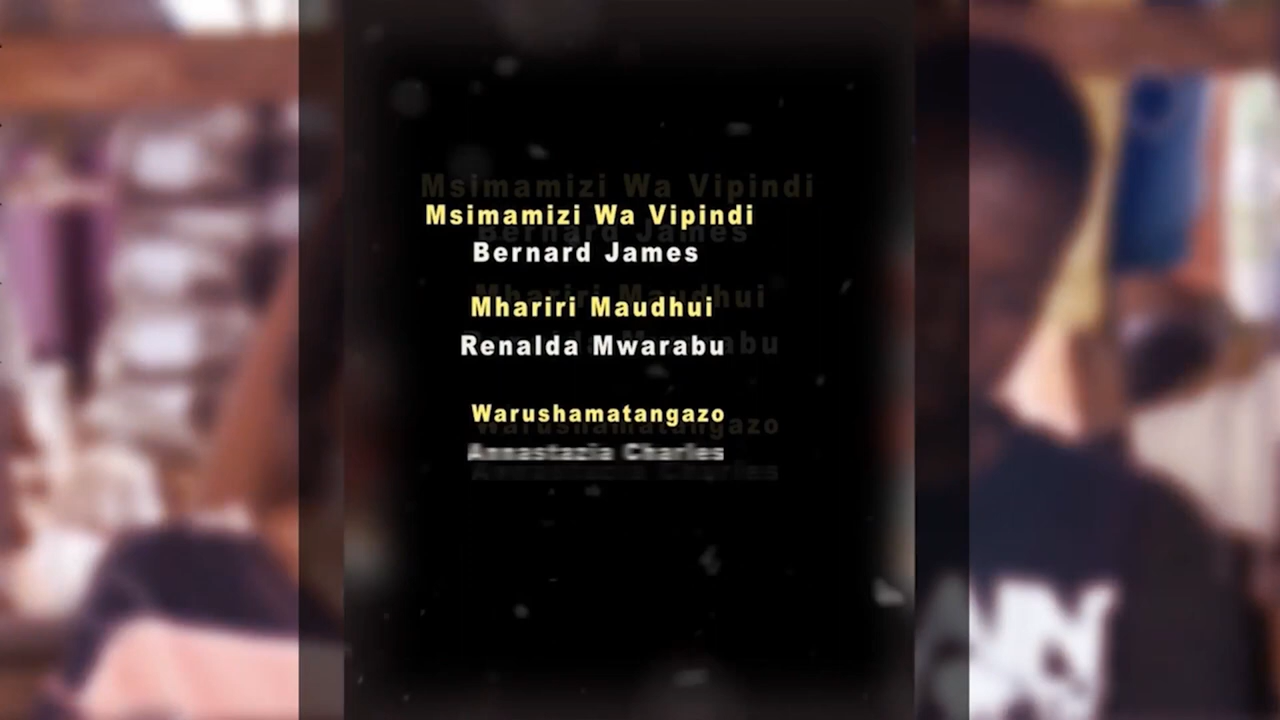 Msimamizi Wa Vipindi
Bernard James
Mhariri Maudhui
Renalda Mwarabu
Warushamatangazo
Annastazia Charles